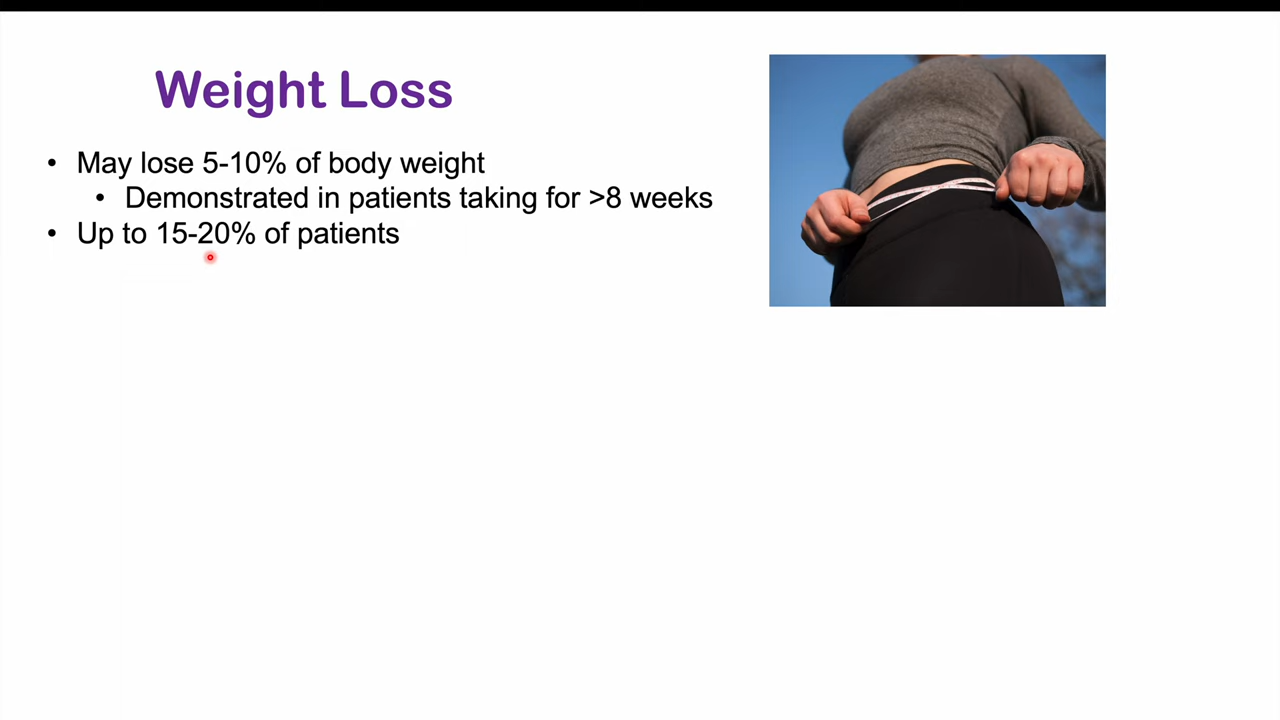 Weight Loss
• May lose 5-10% of body weight
• Demonstrated in patients taking for >8 weeks
• Up to 15-20% of patients